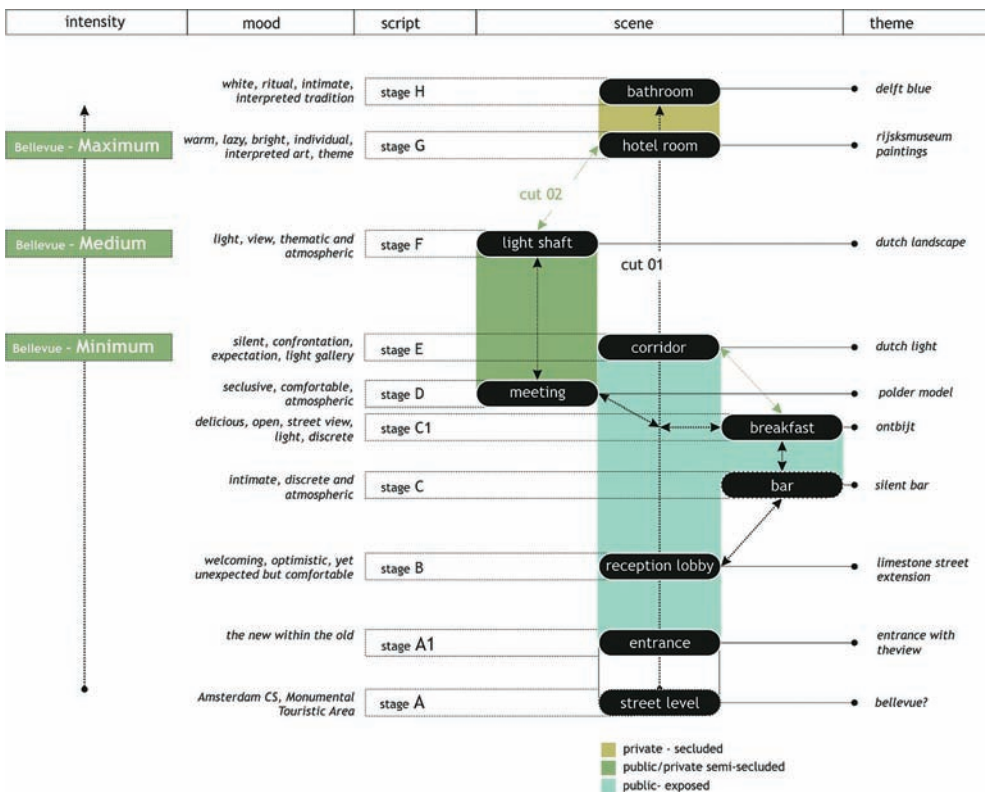 intensity mood script scene theme
white, ritual, intimate,
interpreted tradition
stage H
bathroom
delft blue
Bellevue - Maximum
warm, lazy, bright, individual,
interpreted art, theme
stage G
hotel room
rijsksmuseum
paintings
cut 02
Bellevue - Medium
light, view, thematic and
atmospheric
stage F
light shaft
dutch landscape
cut 01
Bellevue - Minimum
silent, confrontation,
expectation, light gallery
stage E
corridor
dutch light
seclusive, comfortable,
atmospheric
stage D
meeting
polder model
delicious, open, street view,
light, discrete
stage C1
breakfast
ontbijt
intimate, discrete and
atmospheric
stage C
bar
silent bar
welcoming, optimistic, yet
unexpected but comfortable
stage B
reception lobby
limestone street
extension
the new within the old
stage A1
entrance
entrance with
theview
Amsterdam CS, Monumental
Touristic Area
stage A
street level
bellevue?
private - secluded
public/private semi-secluded
public- exposed